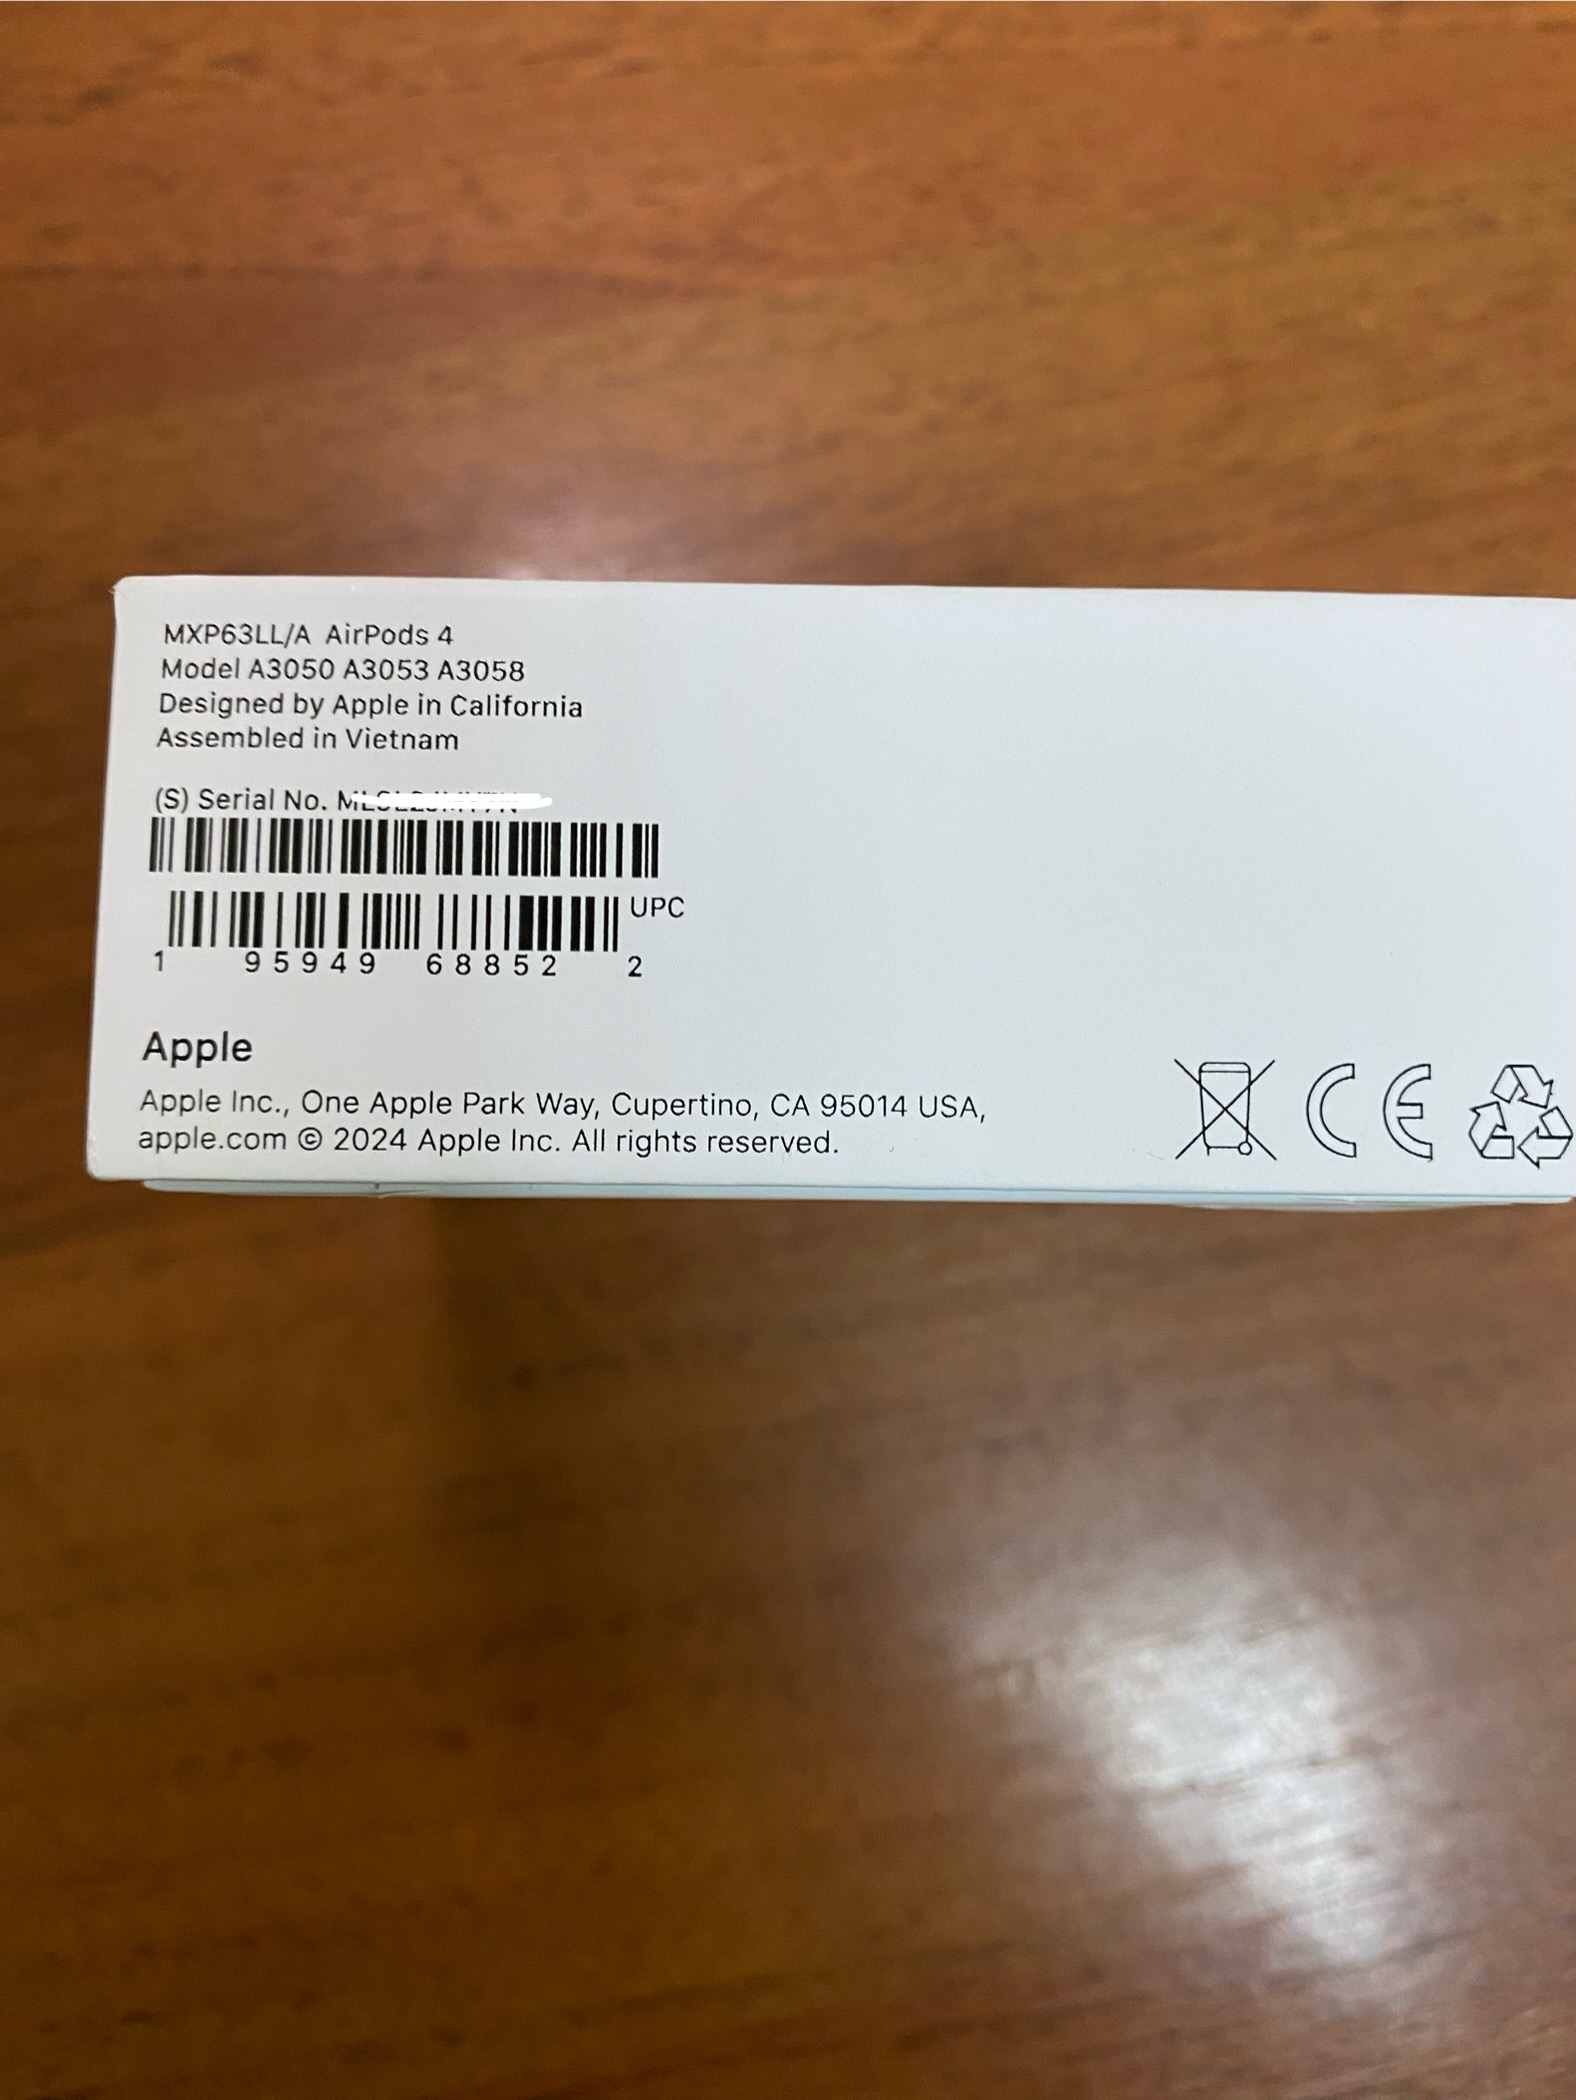 MXP63LL/A AirPods 4
Model A3050 A3053 A3058
Designed by Apple in California
Assembled in Vietnam
(S) Serial No.
UPC
1 95949 68852 2
Apple
Apple Inc., One Apple Park Way, Cupertino, CA 95014 USA,
apple.com © 2024 Apple Inc. All rights reserved.
CE